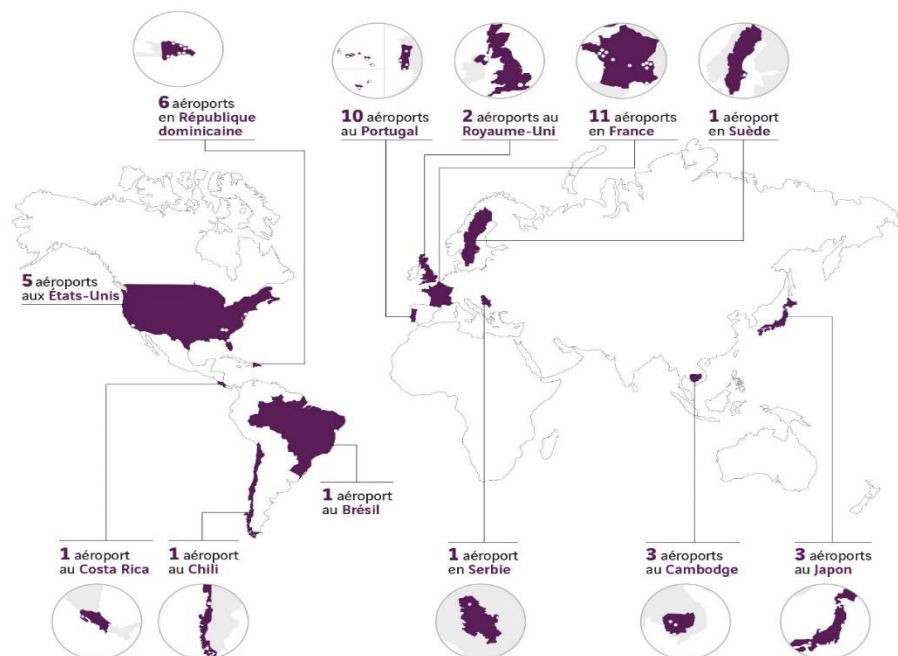 6 aéroports
en République
dominicaine
10 aéroports
au Portugal
2 aéroports au
Royaume-Uni
11 aéroports
en France
1 aéroport
en Suède
5 aéroports
aux États-Unis
1 aéroport
au Brésil
1 aéroport
au Costa Rica
1 aéroport
au Chili
1 aéroport
en Serbie
3 aéroports
au Cambodge
3 aéroports
au Japon